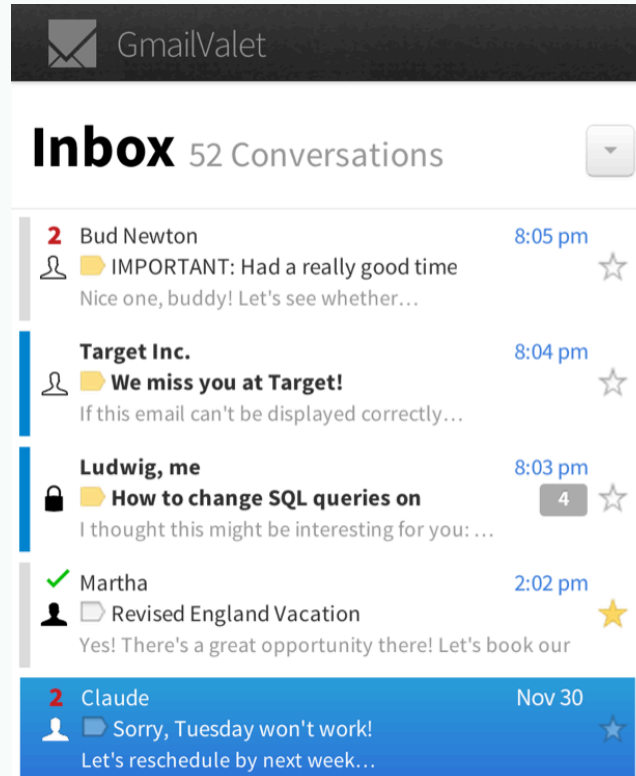 GmailValet
Inbox 52 Conversations
2 Bud Newton 8:05 pm
IMPORTANT: Had a really good time
Nice one, buddy! Let's see whether…
Target Inc. 8:04 pm
We miss you at Target!
If this email can't be displayed correctly…
Ludwig, me 8:03 pm
How to change SQL queries on 4
I thought this might be interesting for you: …
Martha 2:02 pm
Revised England Vacation
Yes! There's a great opportunity there! Let's book our
2 Claude Nov 30
Sorry, Tuesday won't work!
Let's reschedule by next week…